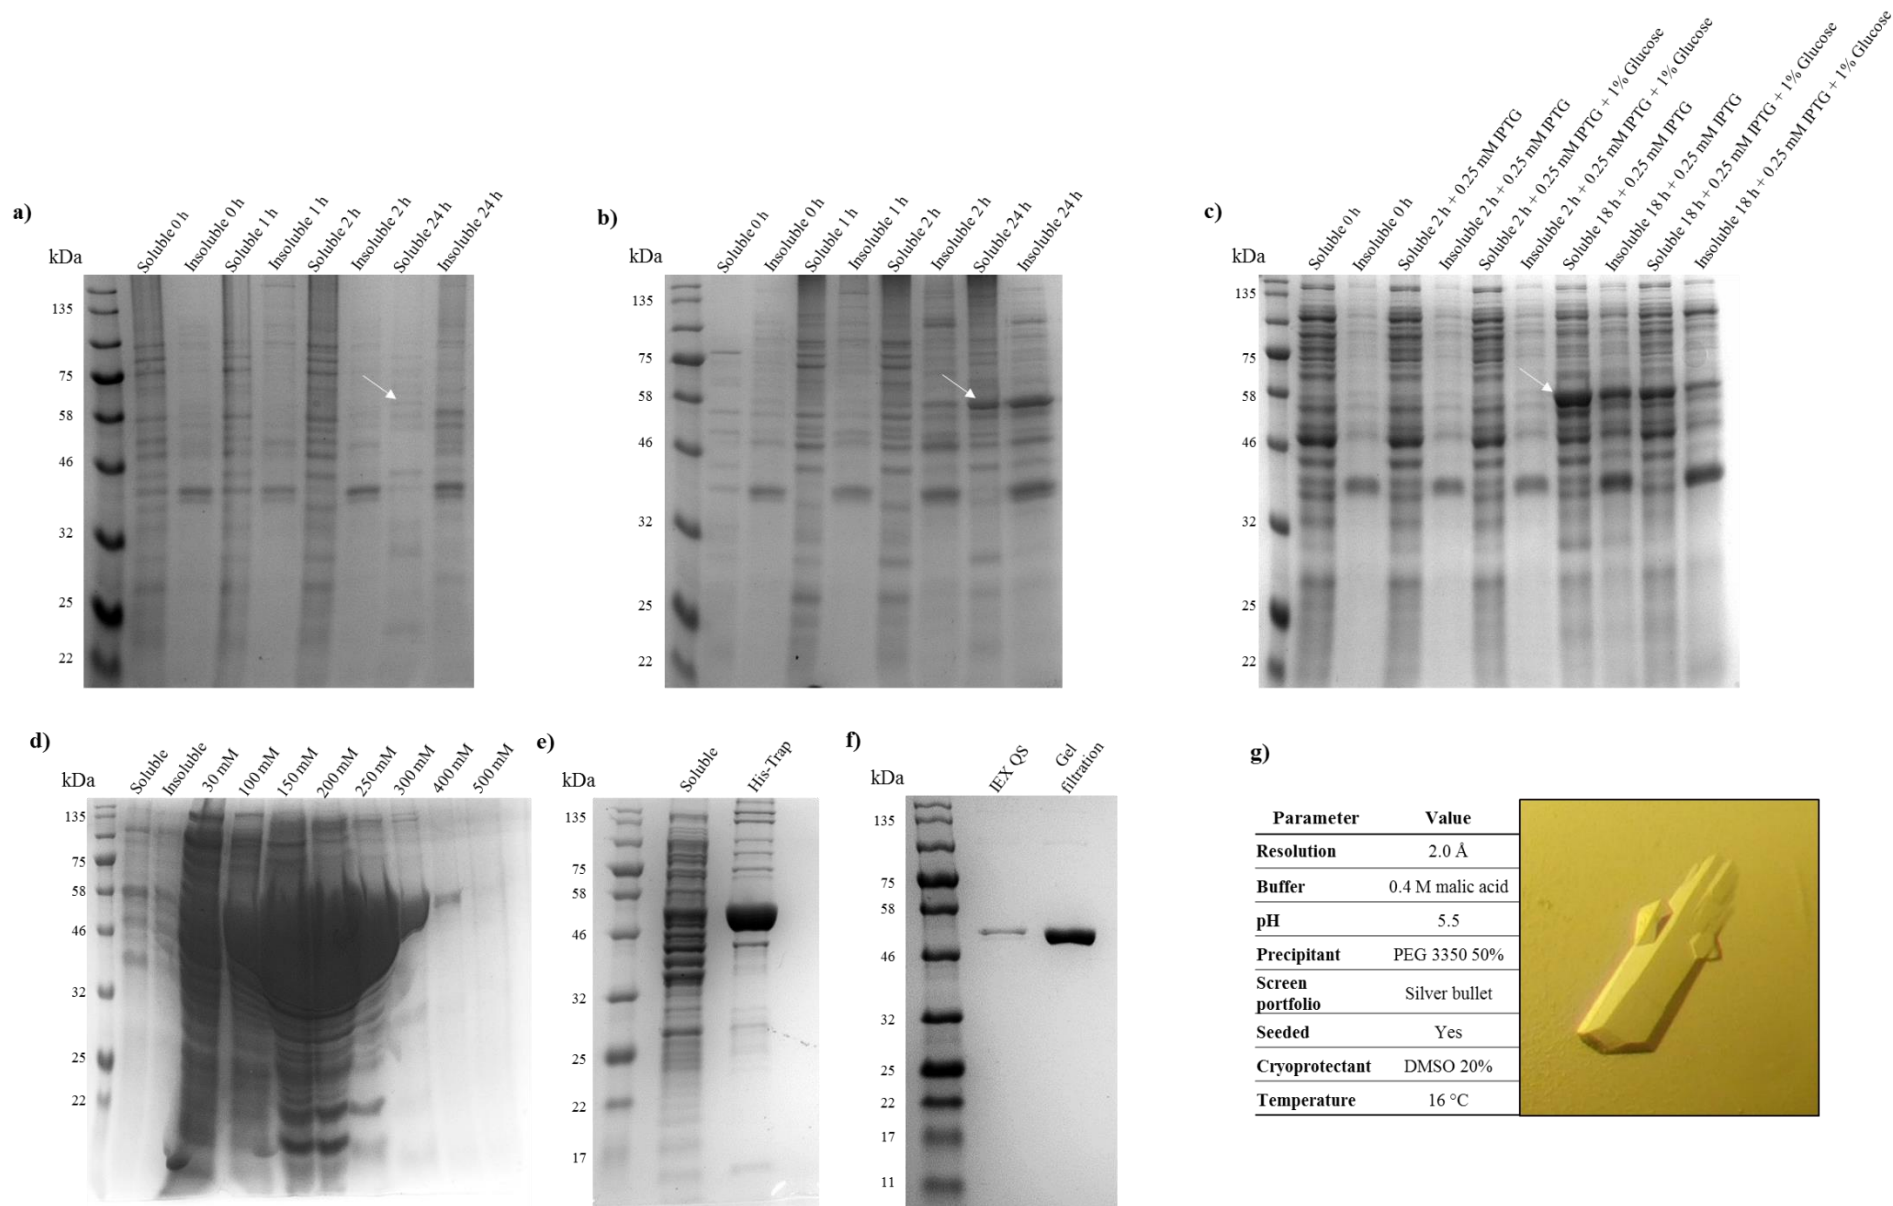 a)
kDa
Soluble 0 h
Insoluble 0 h
Soluble 1 h
Insoluble 1 h
Soluble 2 h
Insoluble 2 h
Soluble 24 h
Insoluble 24 h
135
75
58
46
32
25
22
b)
kDa
Soluble 0 h
Insoluble 0 h
Soluble 1 h
Insoluble 1 h
Soluble 2 h
Insoluble 2 h
Soluble 24 h
Insoluble 24 h
135
75
58
46
32
25
22
c)
kDa
Soluble 0 h
Insoluble 0 h
Soluble 2 h + 0.25 mM IPTG
Insoluble 2 h + 0.25 mM IPTG
Soluble 2 h + 0.25 mM IPTG + 1% Glucose
Insoluble 2 h + 0.25 mM IPTG + 1% Glucose
Soluble 18 h + 0.25 mM IPTG
Insoluble 18 h + 0.25 mM IPTG
Soluble 18 h + 0.25 mM IPTG + 1% Glucose
Insoluble 18 h + 0.25 mM IPTG + 1% Glucose
135
75
58
46
32
25
22
d)
kDa
Soluble
Insoluble
30 mM
100 mM
150 mM
200 mM
250 mM
300 mM
400 mM
500 mM
135
75
58
46
32
25
22
e)
kDa
Soluble
His-Trap
135
75
58
46
32
25
22
17
f)
kDa
IEX QS
Gel
filtration
135
75
58
46
32
25
22
17
11
g)
Parameter Value
Resolution 2.0 Å
Buffer 0.4 M malic acid
pH 5.5
Precipitant PEG 3350 50%
Screen
portfolio Silver bullet
Seeded Yes
Cryoprotectant DMSO 20%
Temperature 16 °C